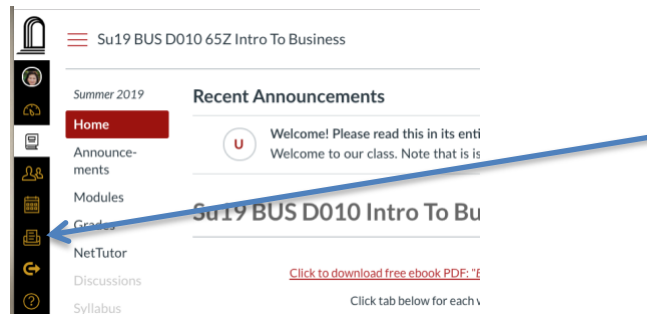 Su19 BUS D010 65Z Intro To Business
Summer 2019
Home
Announce-
ments
Modules
Grades
NetTutor
Discussions
Syllabus
Recent Announcements
U
Welcome! Please read this in its enti
Welcome to our class. Note that is is
Su19 BUS D010 Intro To Bu
Click to download free ebook PDF: "E
Click tab below for each v